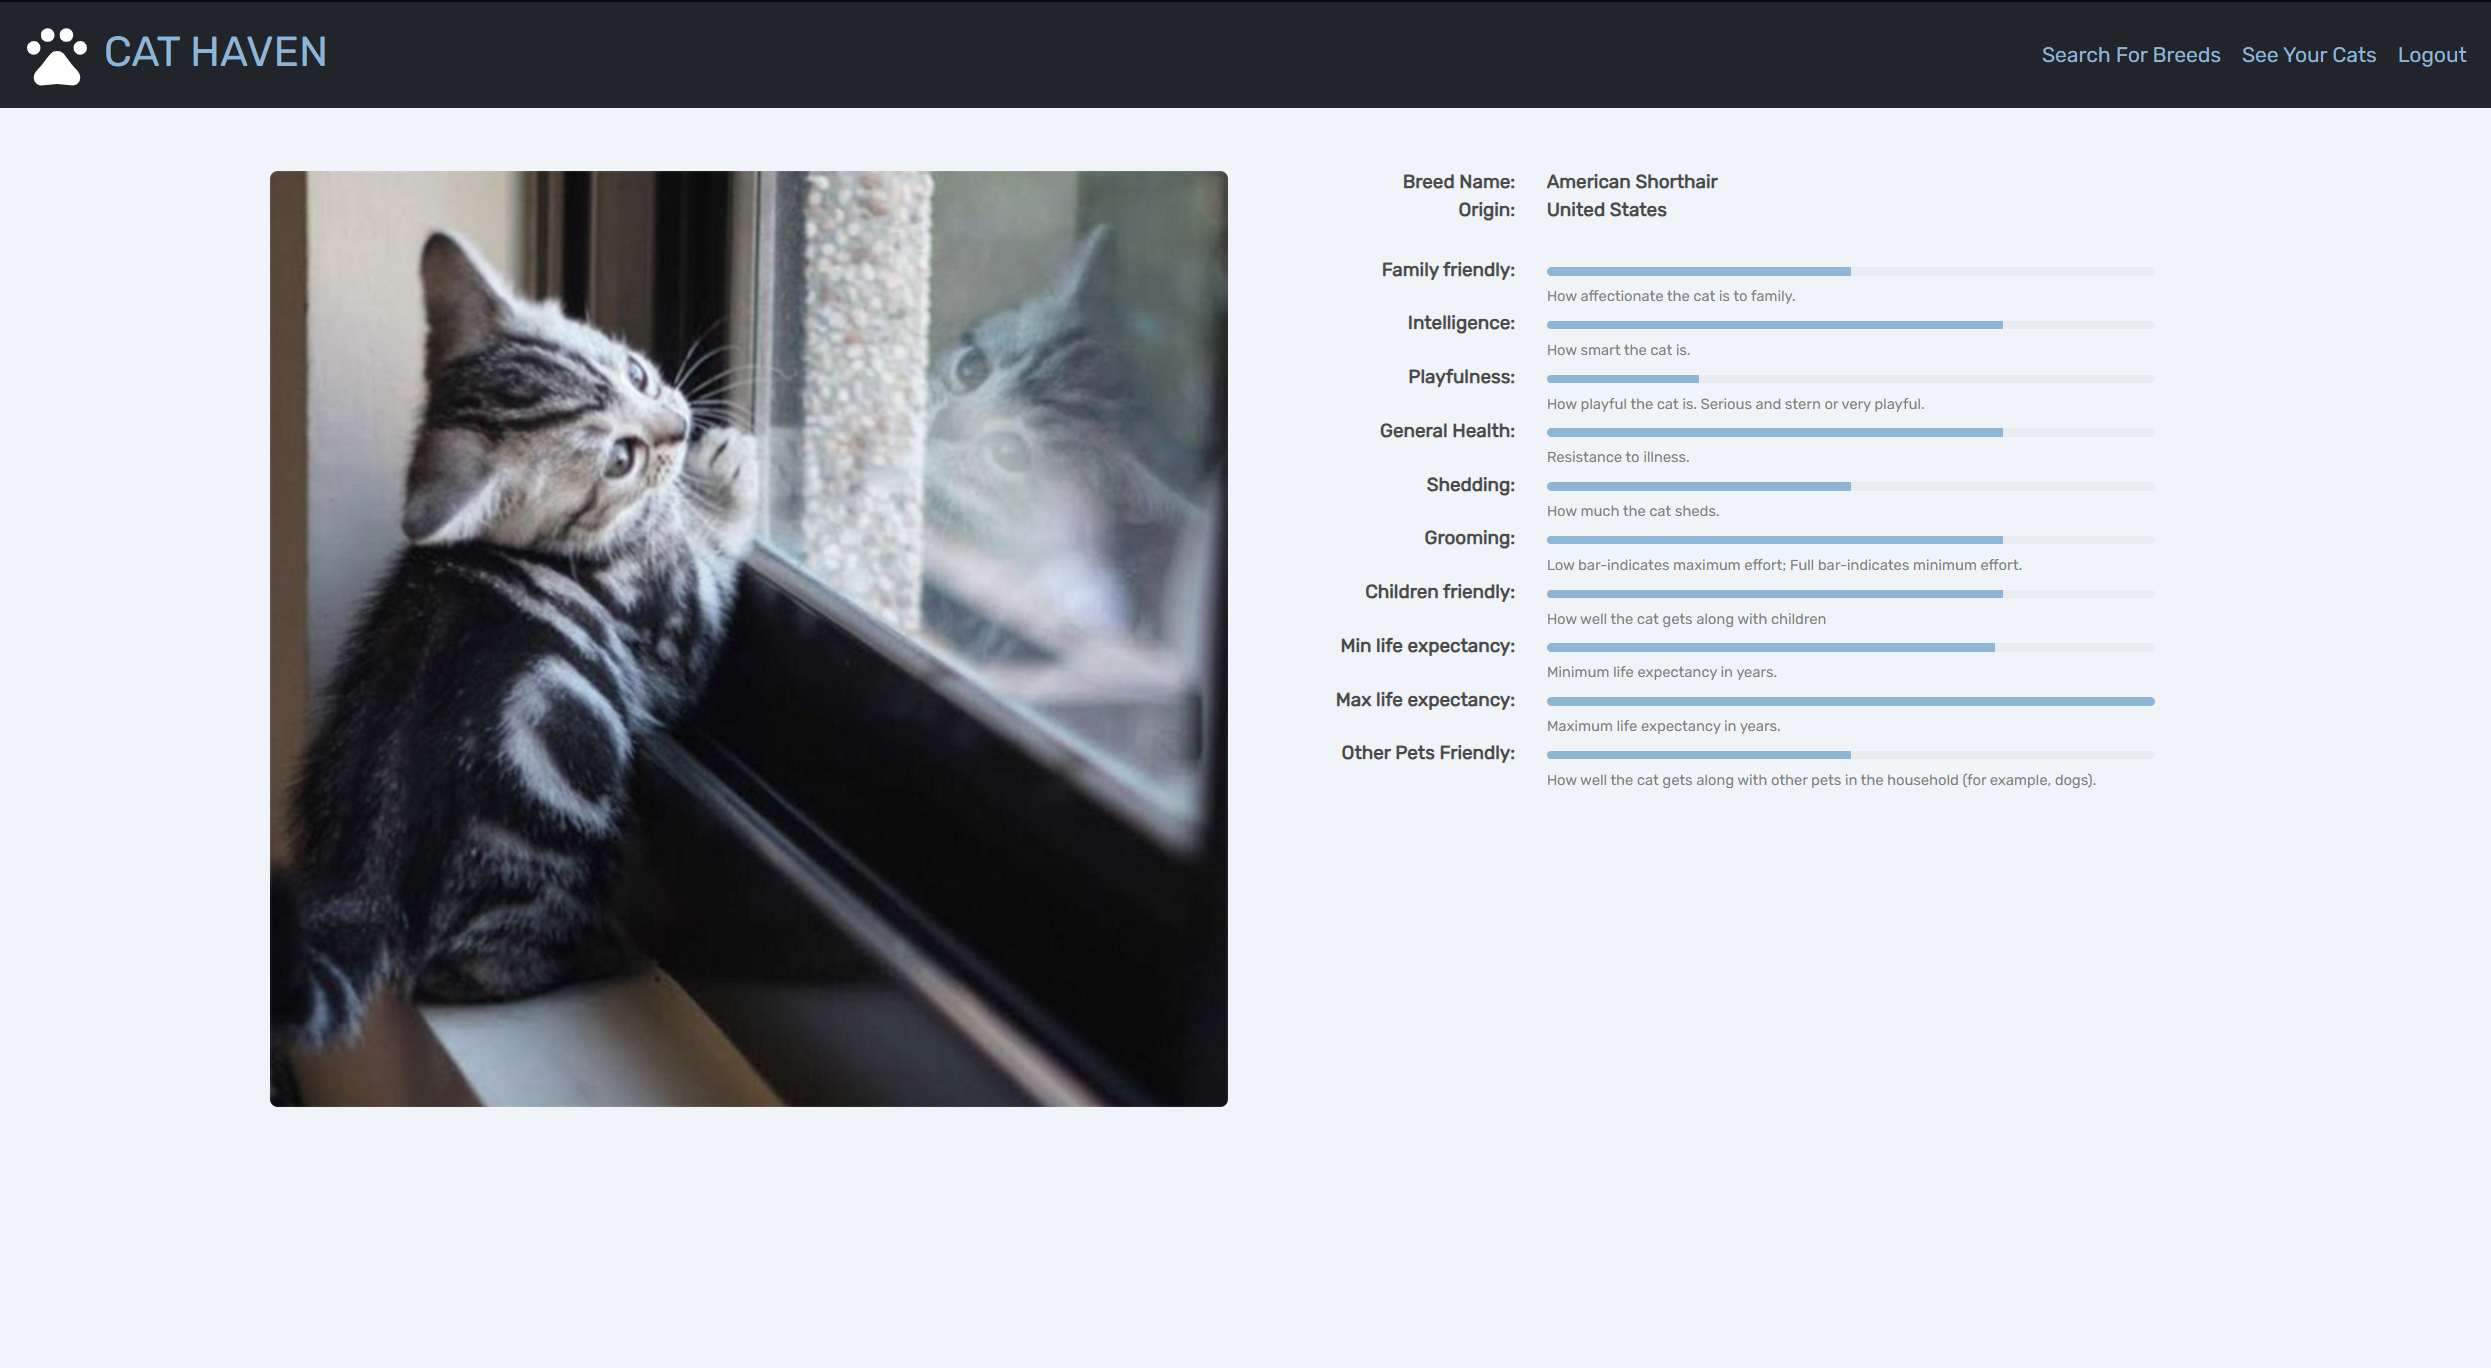 CAT HAVEN
Search For Breeds See Your Cats Logout
Breed Name: American Shorthair
Origin: United States
Family friendly:
How affectionate the cat is to family.
Intelligence:
How smart the cat is.
Playfulness:
How playful the cat is. Serious and stern or very playful.
General Health:
Resistance to illness.
Shedding:
How much the cat sheds.
Grooming:
Low bar-indicates maximum effort; Full bar-indicates minimum effort.
Children friendly:
How well the cat gets along with children
Min life expectancy:
Minimum life expectancy in years.
Max life expectancy:
Maximum life expectancy in years.
Other Pets Friendly:
How well the cat gets along with other pets in the household (for example, dogs).